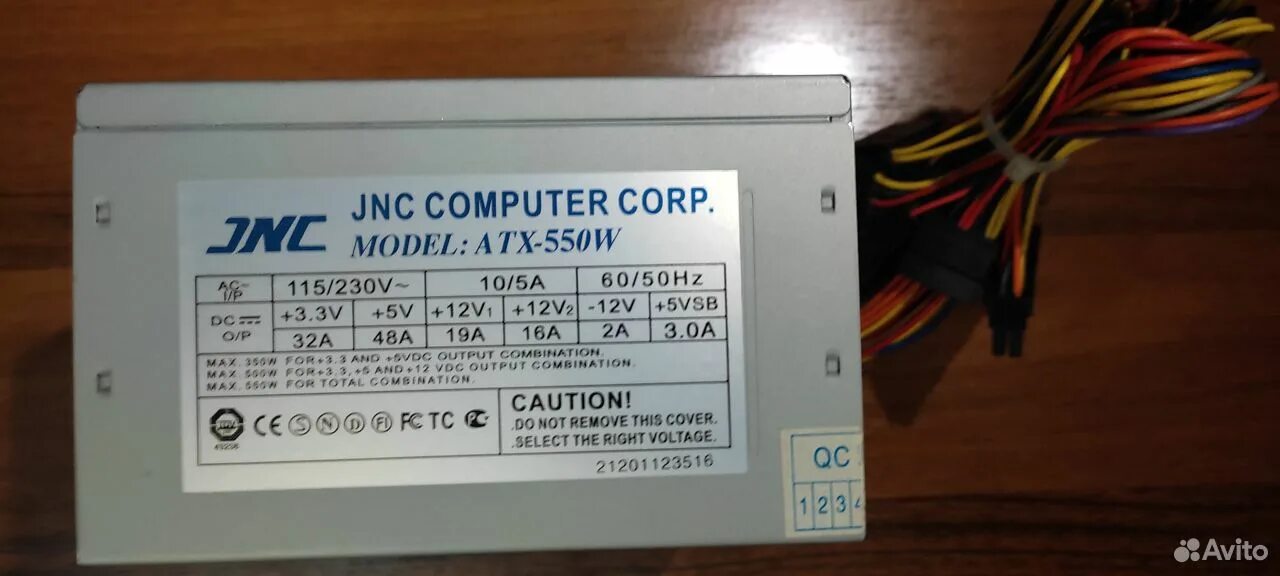 JNC COMPUTER CORP.
JNC
MODEL: ATX-550W
AC~ I/P 115/230V~ 10/5A 60/50Hz
DC O/P +3.3V +5V +12V1 +12V2 -12V +5VSB
32A 48A 19A 16A 2A 3.0A
MAX. 350W FOR+3.3 AND +5VDC OUTPUT COMBINATION.
MAX. 500W FOR+3.3, +5 AND +12 VDC OUTPUT COMBINATION.
MAX. 550W FOR TOTAL COMBINATION.
CE S N D FI FC TC
CAUTION!
.DO NOT REMOVE THIS COVER.
.SELECT THE RIGHT VOLTAGE.
21201123516
QC
1 2 3 4
Avito